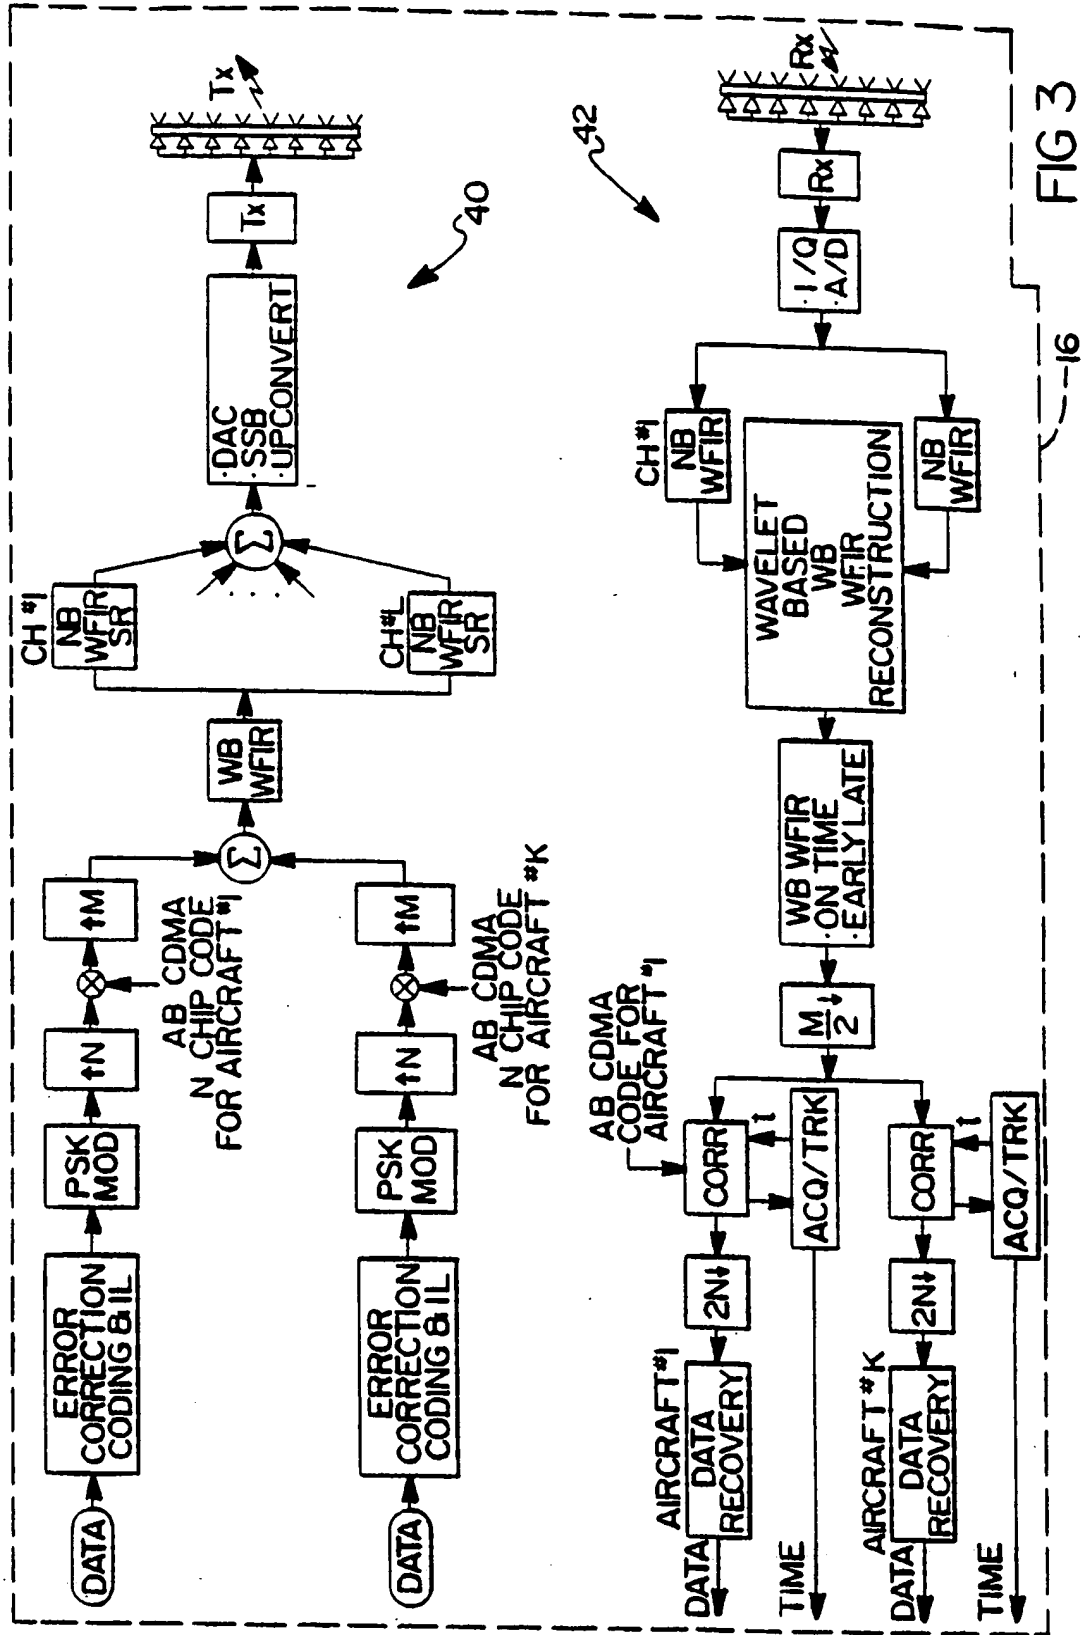 DATA
ERROR
CORRECTION
CODING & IL
PSK
MOD
↑N
⊗
AB CDMA
N CHIP CODE
FOR AIRCRAFT #1
↑M
DATA
ERROR
CORRECTION
CODING & IL
PSK
MOD
↑N
⊗
AB CDMA
N CHIP CODE
FOR AIRCRAFT #K
↑M
Σ
WB
WFIR
CH #1
NB
WFIR
SR
CH #L
NB
WFIR
SR
. . . .
Σ
·DAC
·SSB
·UPCONVERT
Tx
Tx
40
42
Rx
Rx
·I/Q
·A/D
CH #1
NB
WFIR
NB
WFIR
WAVELET
BASED
WB
WFIR
RECONSTRUCTION
WB WFIR
·ON TIME
·EARLY LATE
M/2 ↓
AB CDMA
CODE FOR
AIRCRAFT #1
CORR
t
ACQ/TRK
2N↓
AIRCRAFT #1
DATA
RECOVERY
DATA
TIME
CORR
t
ACQ/TRK
2N↓
AIRCRAFT #K
DATA
RECOVERY
DATA
TIME
16
FIG 3